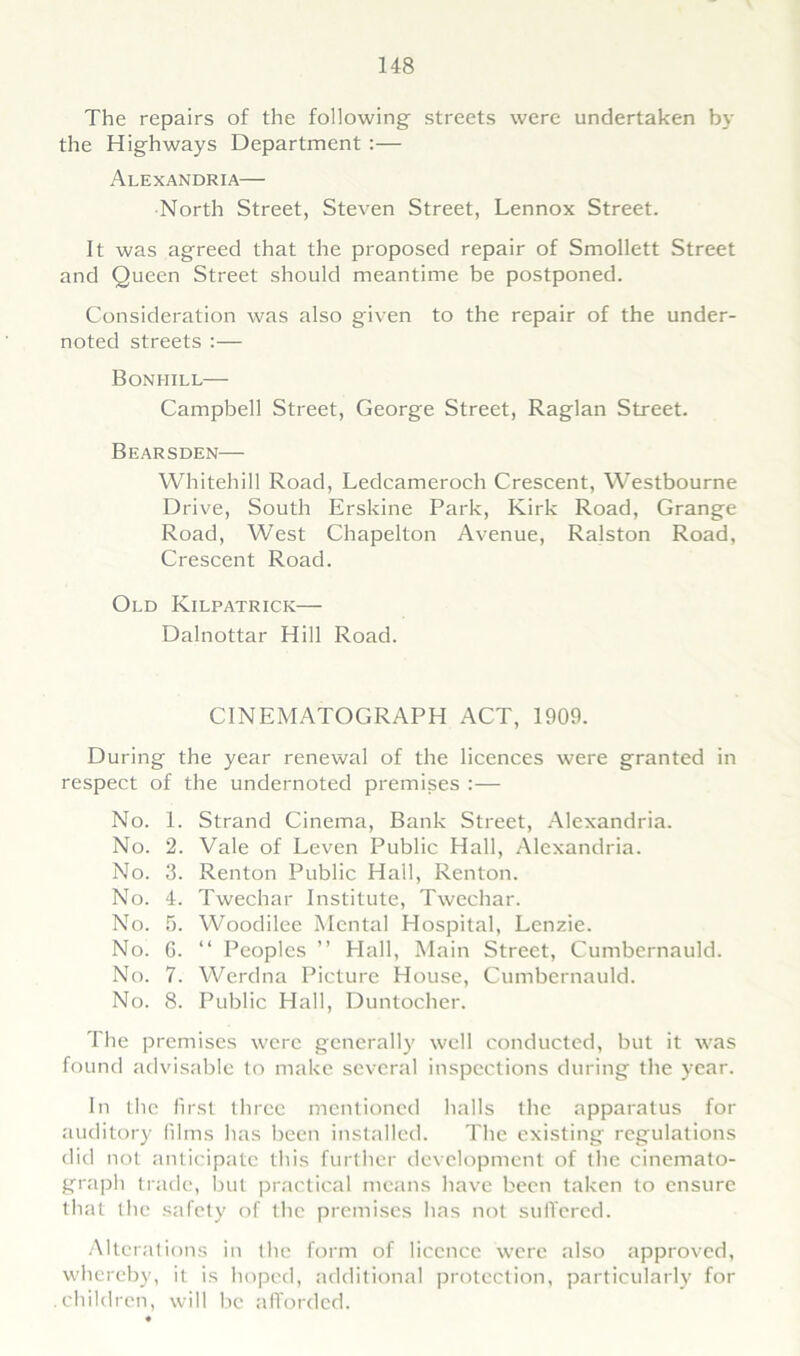 148
The repairs of the following streets were undertaken by
the Highways Department :—
ALEXANDRIA—
North Street, Steven Street, Lennox Street.
It was agreed that the proposed repair of Smollett Street
and Queen Street should meantime be postponed.
Consideration was also given to the repair of the under-
noted streets :—
BONHILL—
Campbell Street, George Street, Raglan Street.
BEARSDEN—
Whitehill Road, Ledcameroch Crescent, Westbourne
Drive, South Erskine Park, Kirk Road, Grange
Road, West Chapelton Avenue, Ralston Road,
Crescent Road.
OLD KILPATRICK—
Dalnottar Hill Road.
CINEMATOGRAPH ACT, 1909.
During the year renewal of the licences were granted in
respect of the undernoted premises :—
No. 1. Strand Cinema, Bank Street, Alexandria.
No. 2. Vale of Leven Public Hall, Alexandria.
No. 3. Renton Public Hall, Renton.
No. 4. Twechar Institute, Twechar.
No. 5. Woodilee Mental Hospital, Lenzie.
No. 6. “ Peoples ” Hall, Main Street, Cumbernauld.
No. 7. Werdna Picture House, Cumbernauld.
No. 8. Public Hall, Duntocher.
The premises were generally well conducted, but it was
found advisable to make several inspections during the year.
In the first three mentioned halls the apparatus for
auditory films has been installed. The existing regulations
did not anticipate this further development of the cinemato-
graph trade, but practical means have been taken to ensure
that the safety of the premises has not suffered.
Alterations in the form of licence were also approved,
whereby, it is hoped, additional protection, particularly for
children, will be afforded.